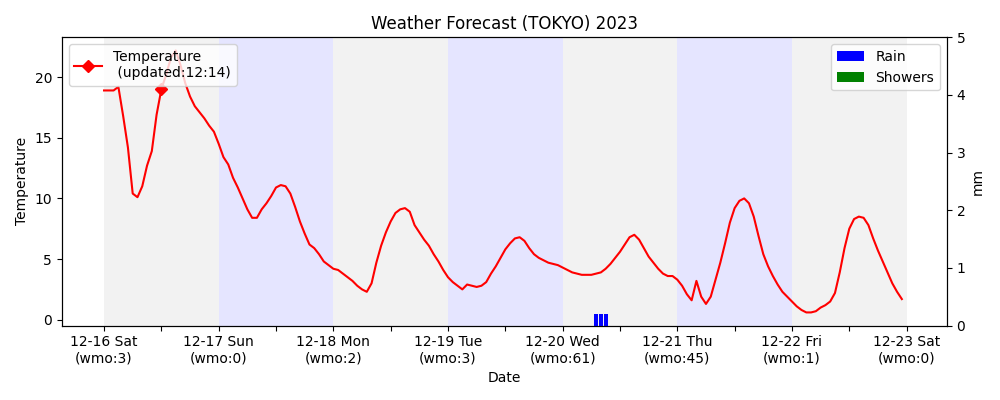 Weather Forecast (TOKYO) 2023
Temperature
(updated:12:14)
Rain
Showers
Temperature
20
15
10
5
0
5
4
3
2
1
0
mm
12-16 Sat
(wmo:3)
12-17 Sun
(wmo:0)
12-18 Mon
(wmo:2)
12-19 Tue
(wmo:3)
12-20 Wed
(wmo:61)
12-21 Thu
(wmo:45)
12-22 Fri
(wmo:1)
12-23 Sat
(wmo:0)
Date